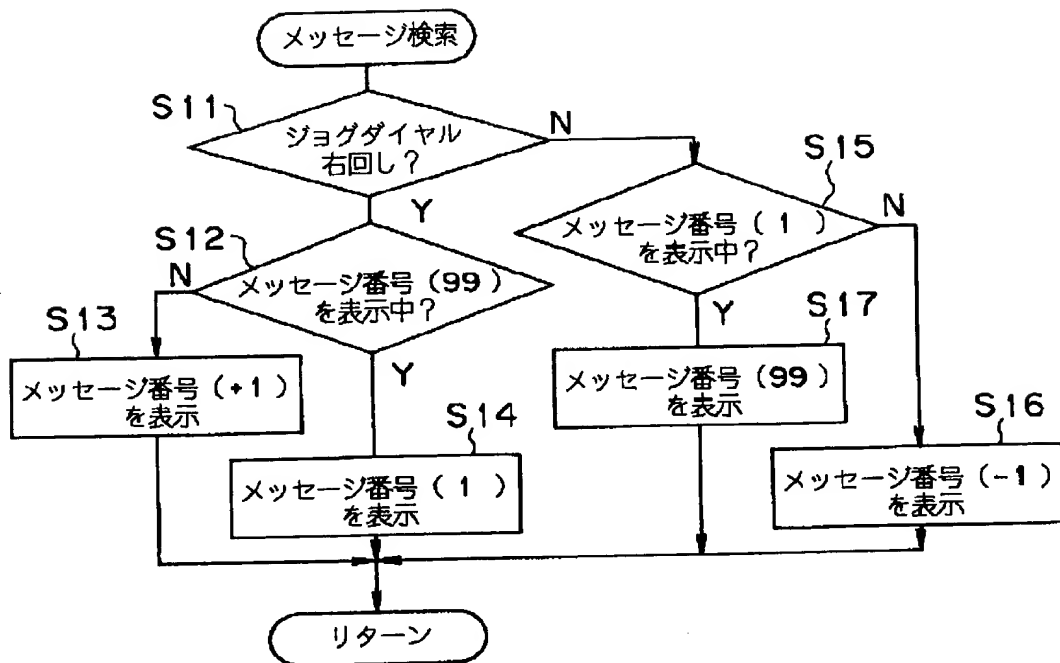 メッセージ検索
S11
ジョグダイヤル
右回し?
N
Y
S12
メッセージ番号(99)
を表示中?
N
Y
S13
メッセージ番号(+1)
を表示
S14
メッセージ番号(1)
を表示
S15
メッセージ番号(1)
を表示中?
N
Y
S17
メッセージ番号(99)
を表示
S16
メッセージ番号(-1)
を表示
リターン